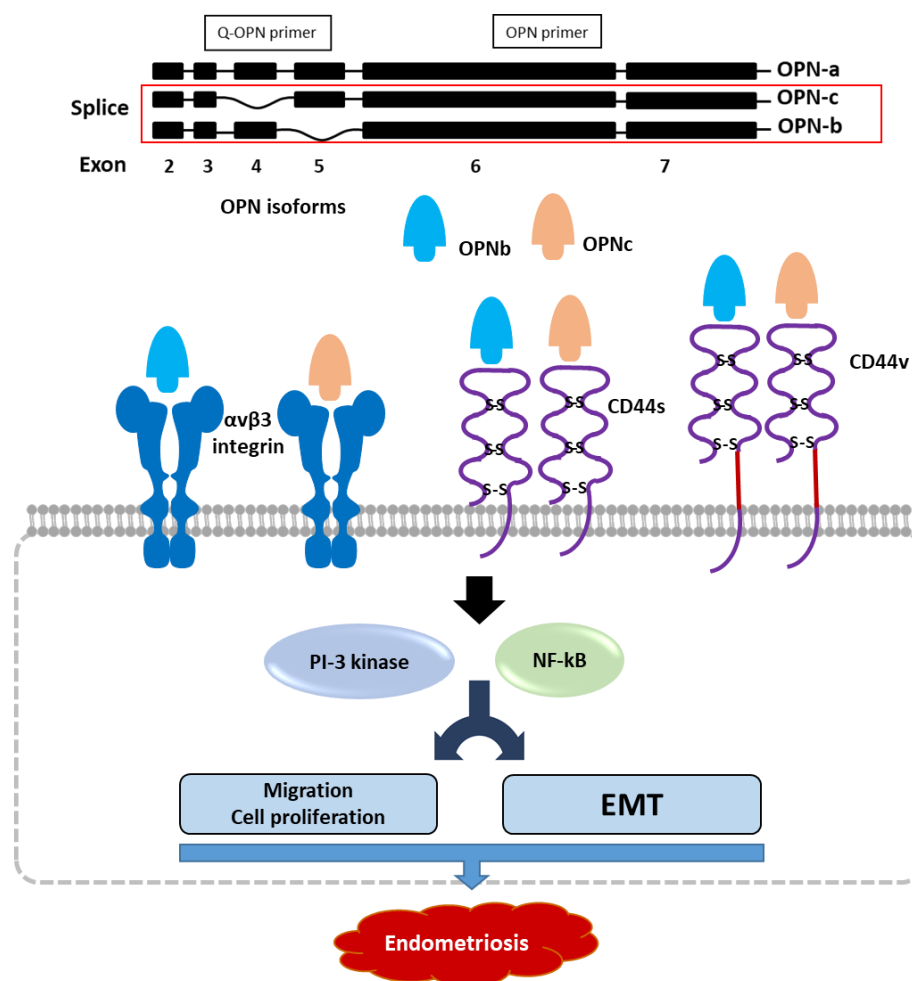 Q-OPN primer
OPN primer
OPN-a
Splice
OPN-c
OPN-b
Exon 2 3 4 5 6 7
OPN isoforms
OPNb
OPNc
αvβ3
integrin
CD44s
CD44v
S-S
S-S
S-S
S-S
S-S
S-S
S-S
S-S
S-S
S-S
S-S
S-S
PI-3 kinase
NF-kB
Migration
Cell proliferation
EMT
Endometriosis